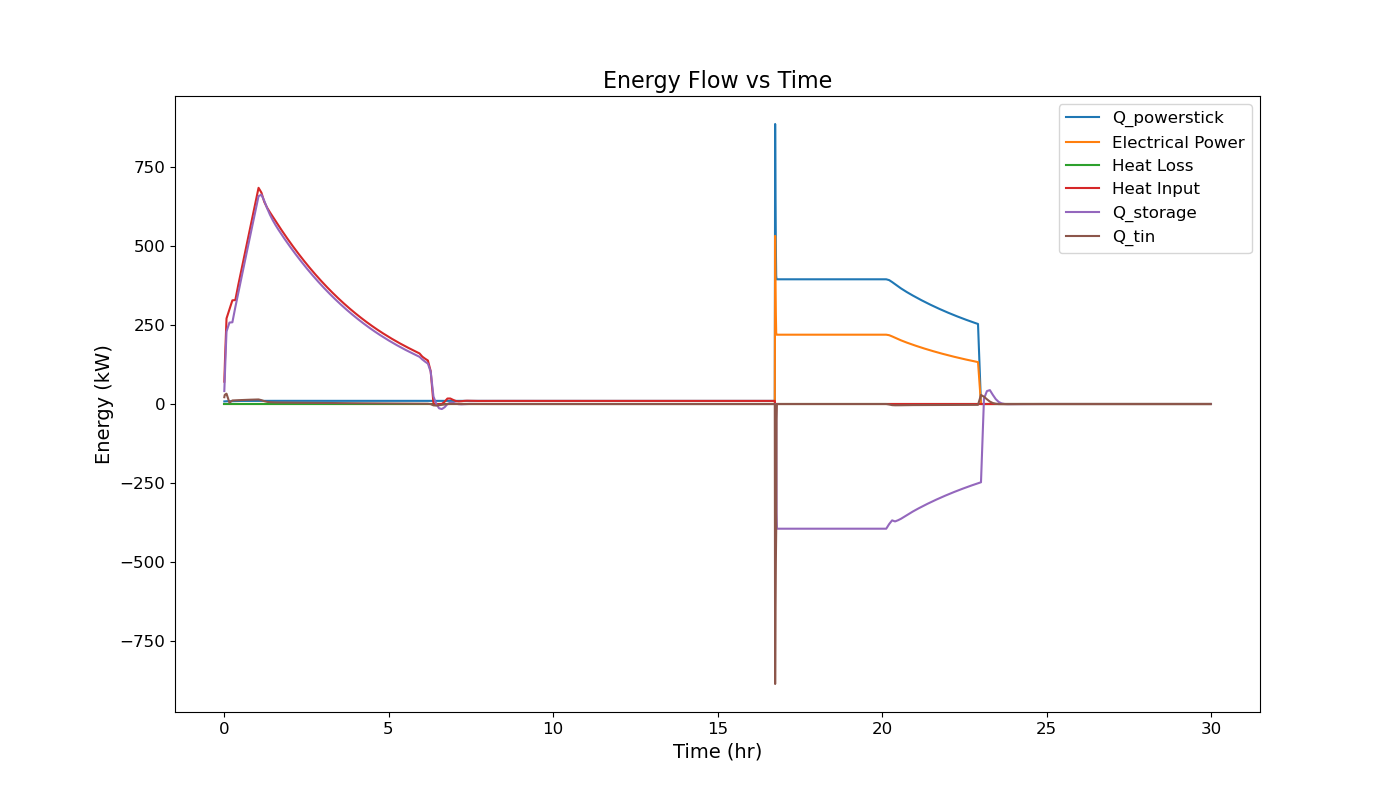 Energy Flow vs Time
Q_powerstick
Electrical Power
Heat Loss
Heat Input
Q_storage
Q_tin
Energy (kW)
750
500
250
0
−250
−500
−750
0 5 10 15 20 25 30
Time (hr)